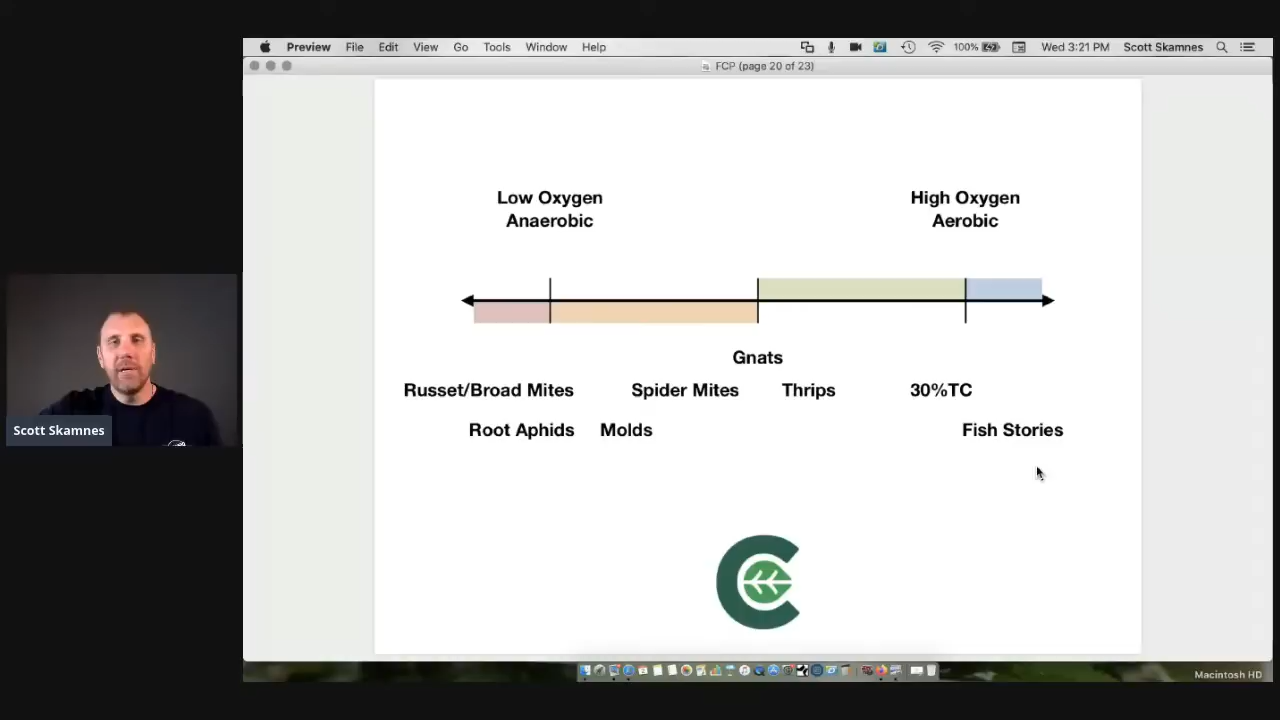 Preview File Edit View Go Tools Window Help 100% Wed 3:21 PM Scott Skamnes
FCP (page 20 of 23)
Low Oxygen
Anaerobic
High Oxygen
Aerobic
Gnats
Russet/Broad Mites Spider Mites Thrips 30%TC
Root Aphids Molds Fish Stories
Scott Skamnes
Macintosh HD